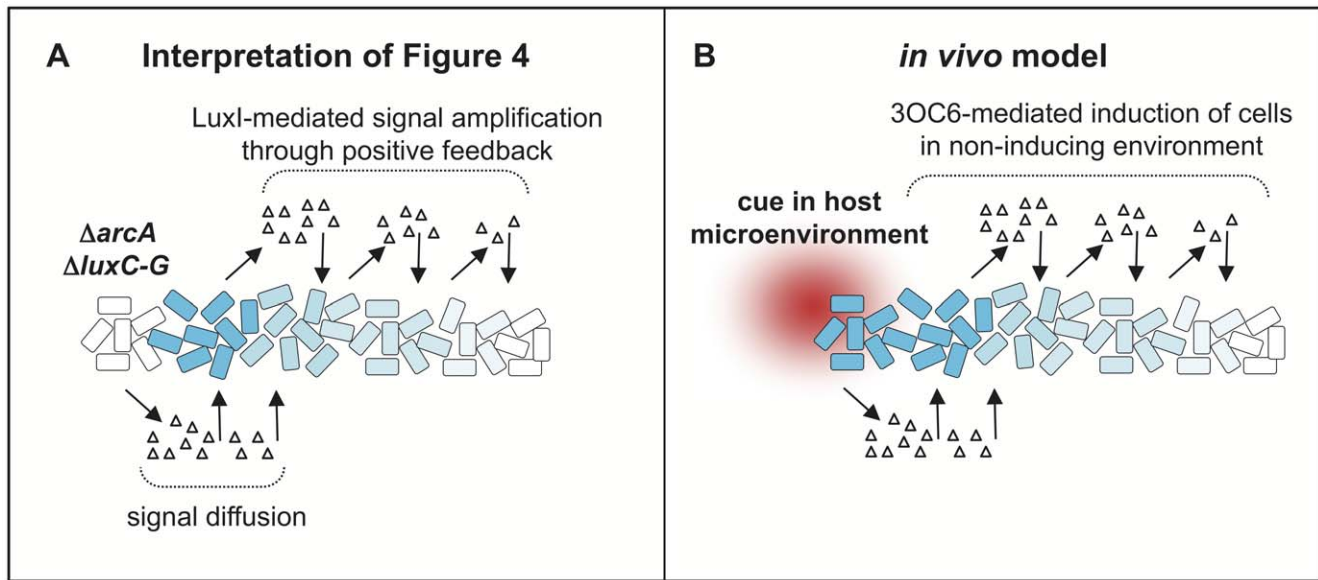 A Interpretation of Figure 4
LuxI-mediated signal amplification
through positive feedback
ΔarcA
ΔluxC-G
signal diffusion
B in vivo model
3OC6-mediated induction of cells
in non-inducing environment
cue in host
microenvironment